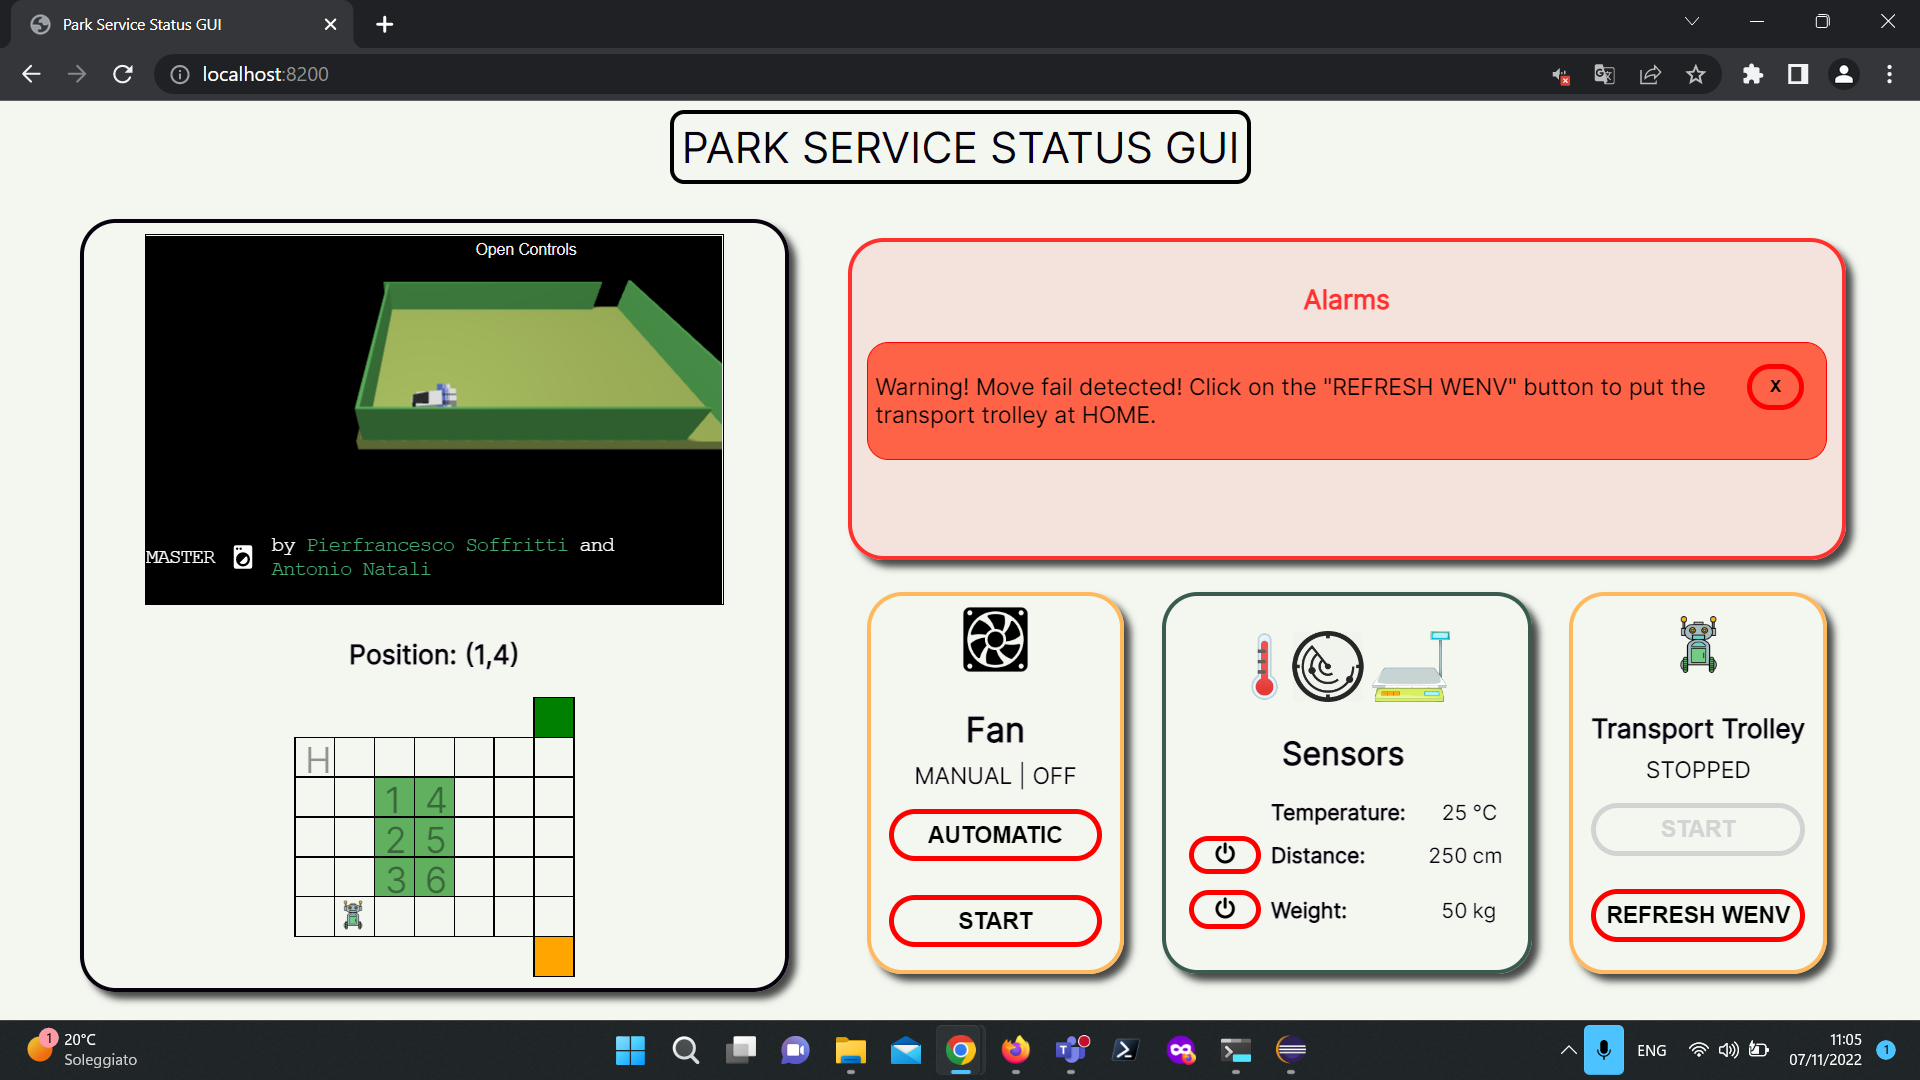 Park Service Status GUI
localhost:8200
PARK SERVICE STATUS GUI
Open Controls
MASTER
by Pierfrancesco Soffritti and
Antonio Natali
Position: (1,4)
H
1 4
2 5
3 6
Alarms
Warning! Move fail detected! Click on the "REFRESH WENV" button to put the
transport trolley at HOME.
X
Fan
MANUAL | OFF
AUTOMATIC
START
Sensors
Temperature: 25 °C
Distance: 250 cm
Weight: 50 kg
Transport Trolley
STOPPED
START
REFRESH WENV
1
20°C
Soleggiato
ENG
11:05
07/11/2022
1